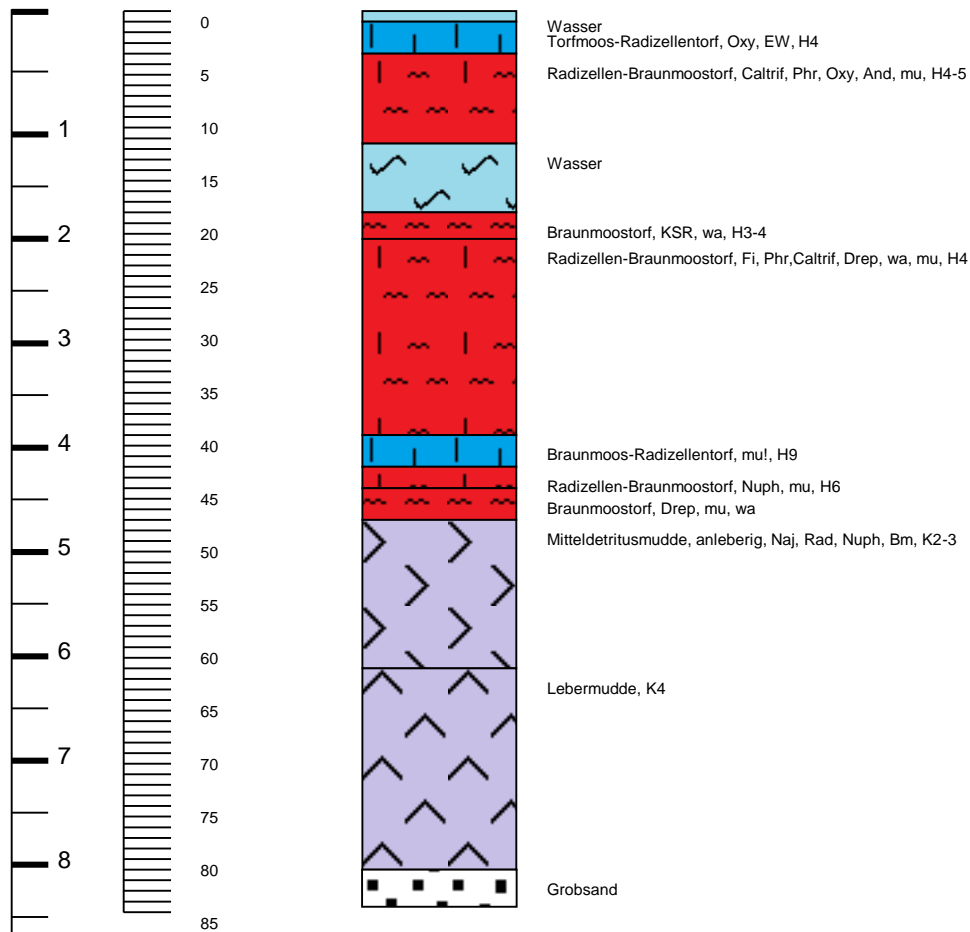 0
Wasser
Torfmoos-Radizellentorf, Oxy, EW, H4
5
Radizellen-Braunmoostorf, Caltrif, Phr, Oxy, And, mu, H4-5
1
10
Wasser
15
2
20
Braunmoostorf, KSR, wa, H3-4
Radizellen-Braunmoostorf, Fi, Phr,Caltrif, Drep, wa, mu, H4
25
3
30
35
4
40
Braunmoos-Radizellentorf, mu!, H9
Radizellen-Braunmoostorf, Nuph, mu, H6
45
Braunmoostorf, Drep, mu, wa
5
50
Mitteldetritusmudde, anleberig, Naj, Rad, Nuph, Bm, K2-3
55
6
60
Lebermudde, K4
65
7
70
75
8
80
Grobsand
85